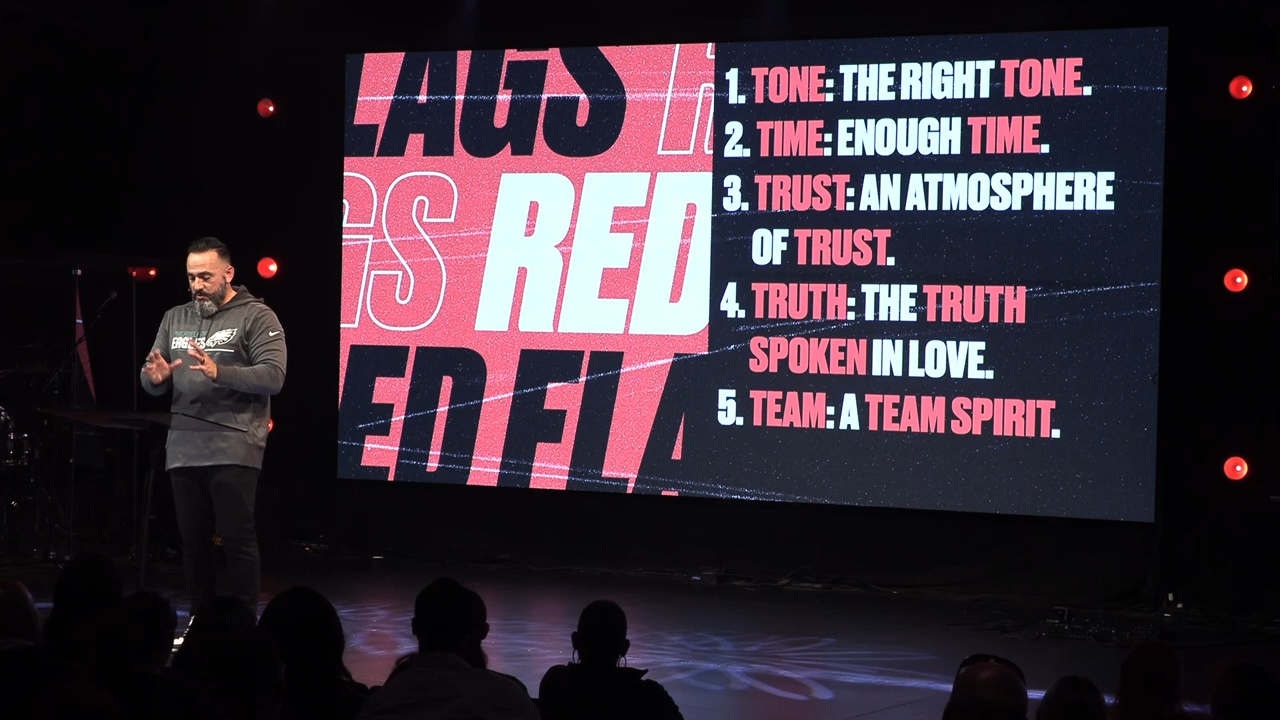 LAGS R
GS RED
ED FLA
1. TONE: THE RIGHT TONE.
2. TIME: ENOUGH TIME.
3. TRUST: AN ATMOSPHERE
OF TRUST.
4. TRUTH: THE TRUTH
SPOKEN IN LOVE.
5. TEAM: A TEAM SPIRIT.
EAGLES